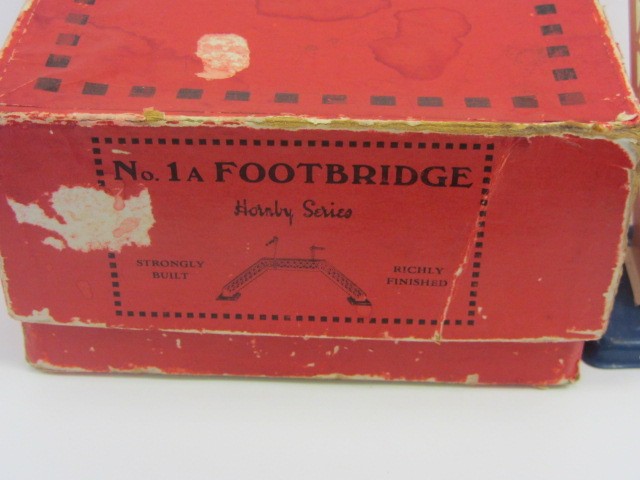 No. 1A FOOTBRIDGE
Hornby Series
STRONGLY
BUILT
RICHLY
FINISHED